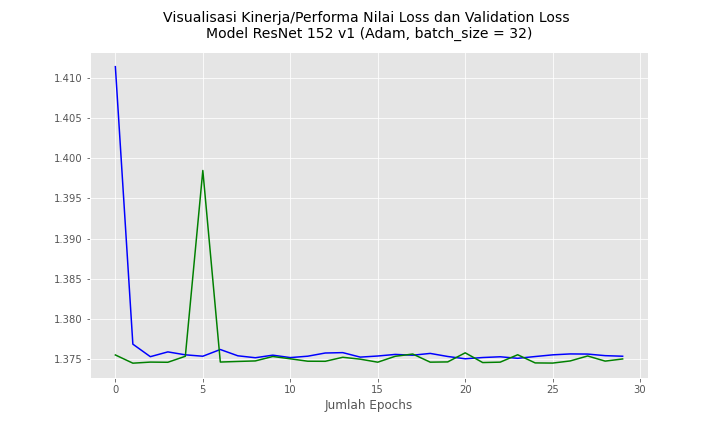 Visualisasi Kinerja/Performa Nilai Loss dan Validation Loss
Model ResNet 152 v1 (Adam, batch_size = 32)
1.410
1.405
1.400
1.395
1.390
1.385
1.380
1.375
0 5 10 15 20 25 30
Jumlah Epochs